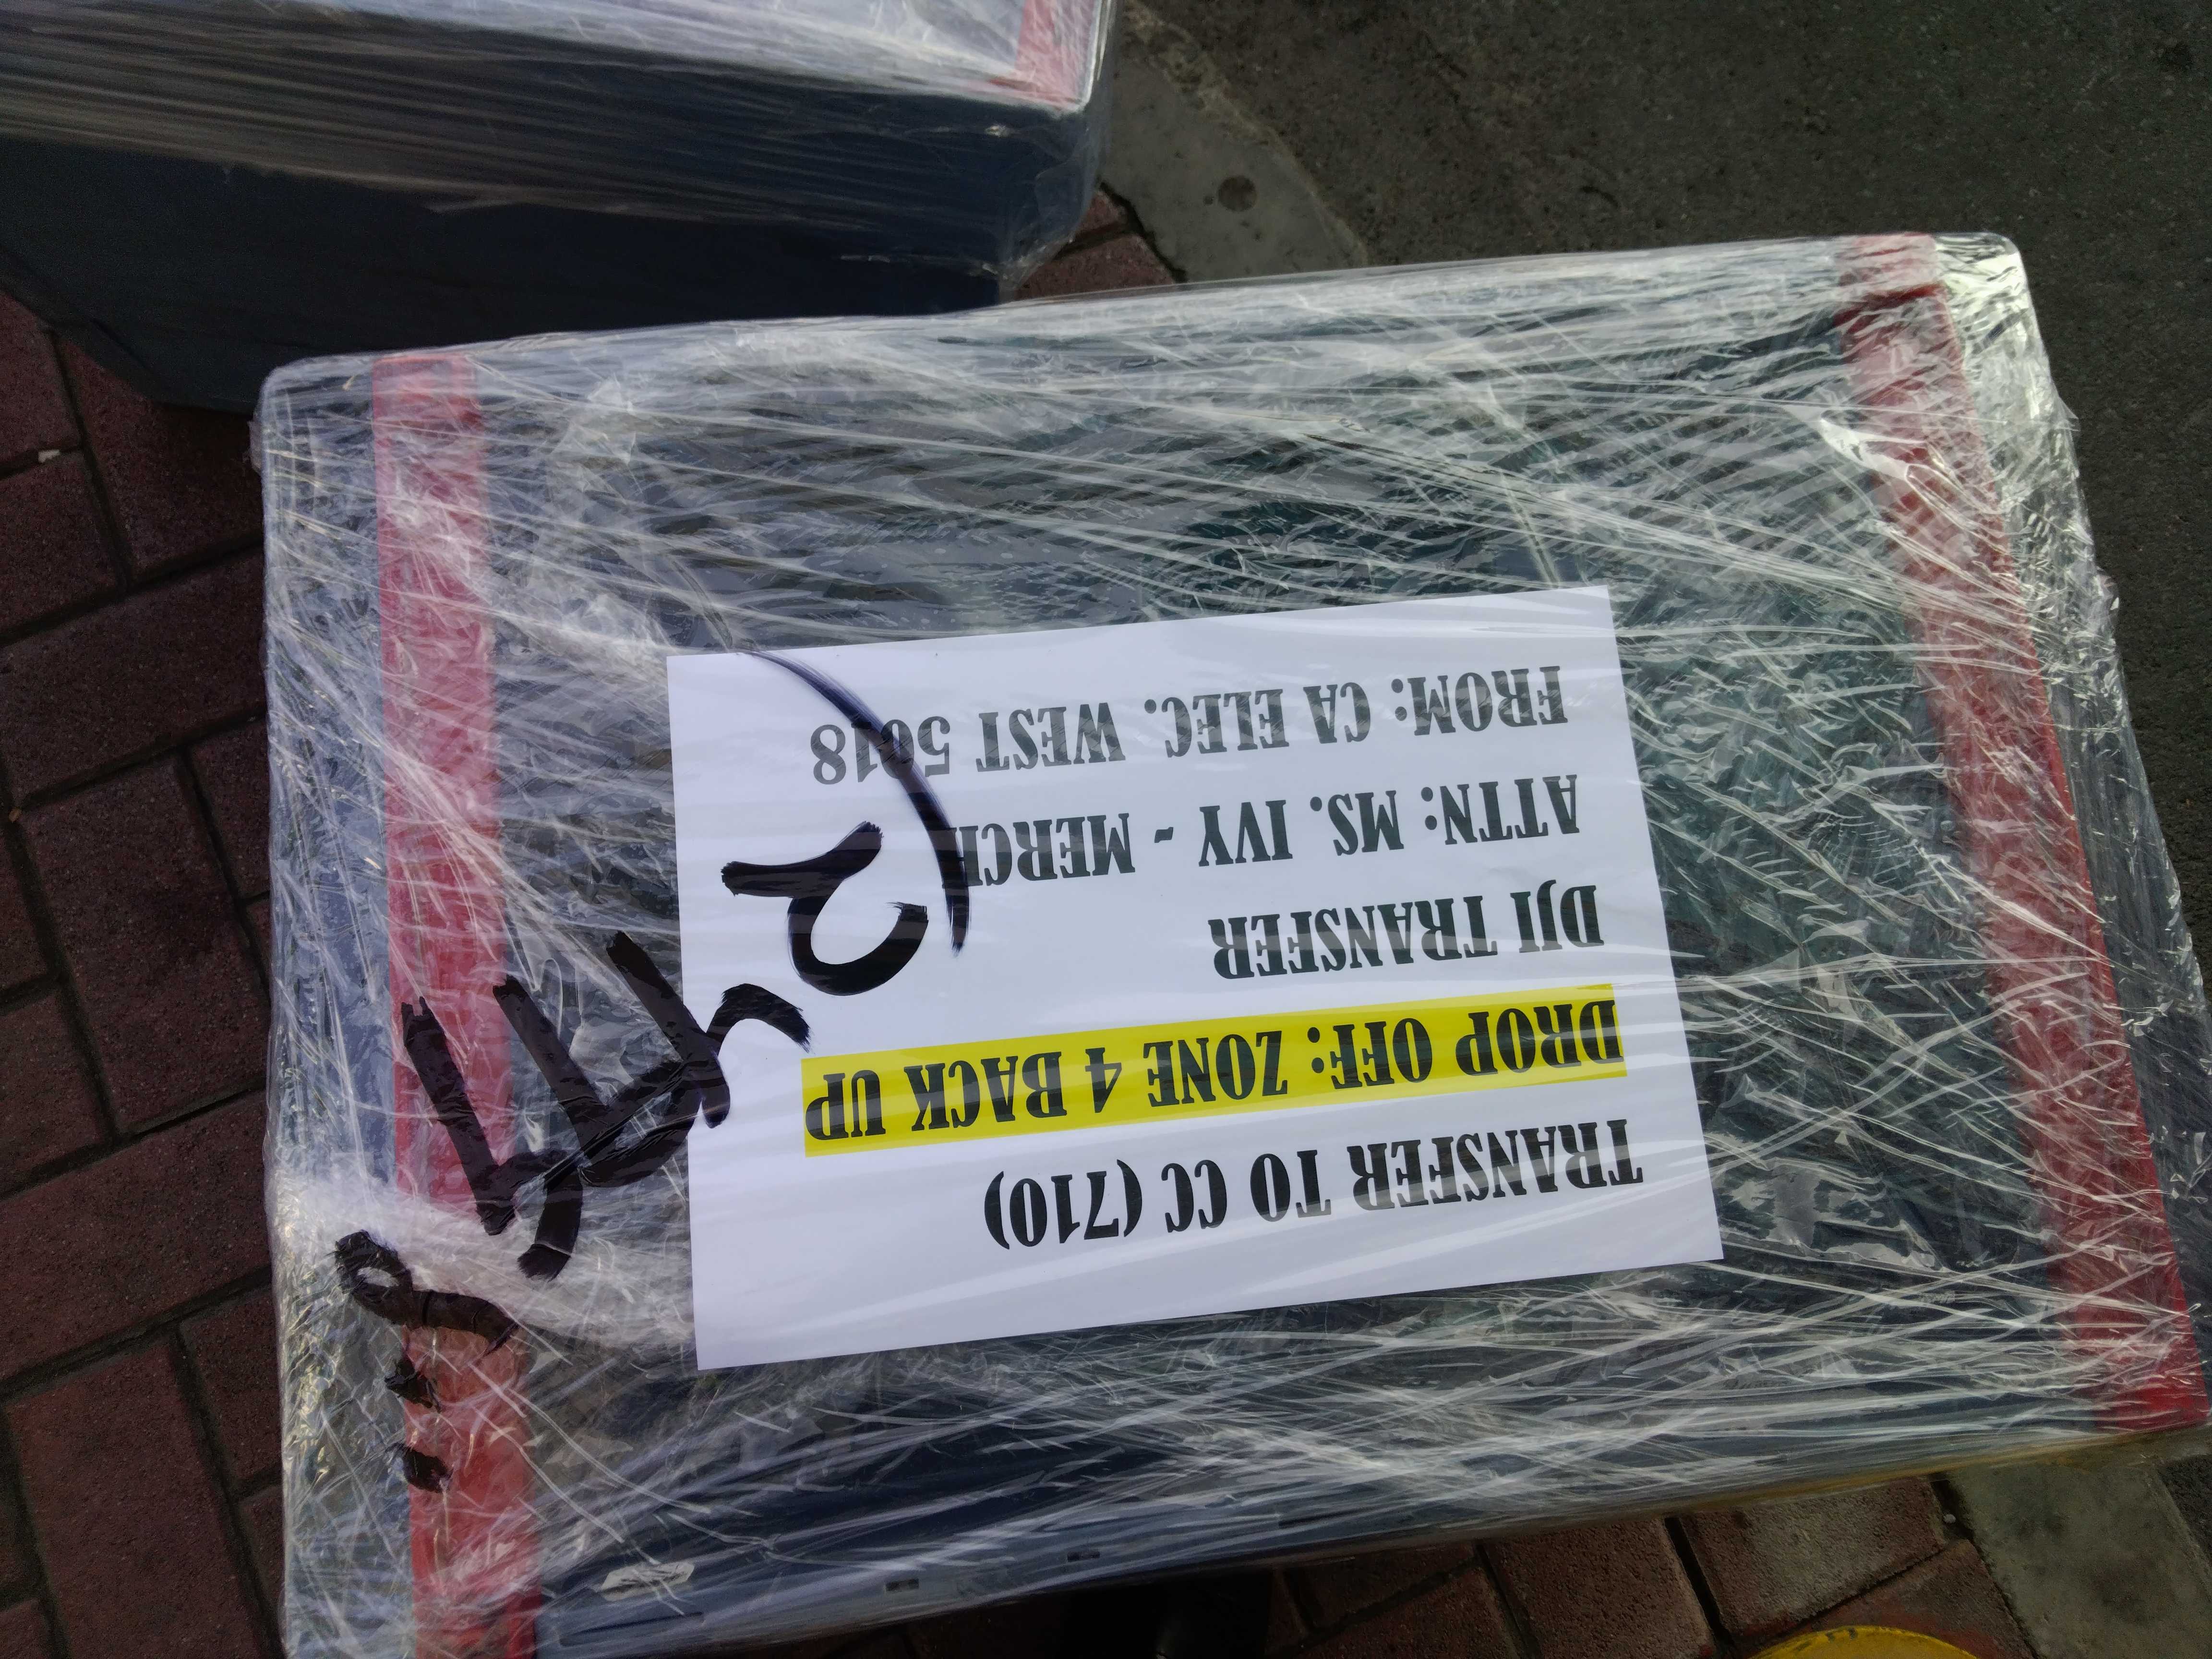 TRANSFER TO CC (710)
DROP OFF: ZONE 4 BACK UP
DJI TRANSFER
ATTN: MS. IVY - MERCH
FROM: CA ELEC. WEST 5018